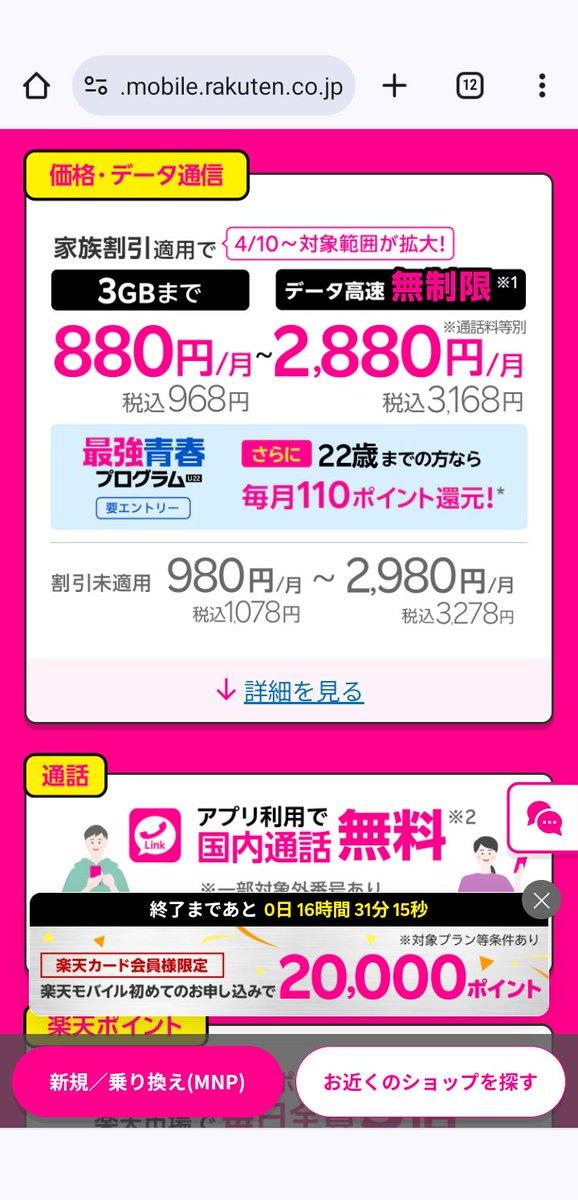 .mobile.rakuten.co.jp
12
価格・データ通信
家族割引適用で 4/10～対象範囲が拡大!
3GBまで データ高速 無制限 ※1
※通話料等別
880円/月~2,880円/月
税込968円 税込3,168円
最強青春 さらに 22歳までの方なら
プログラム U22
要エントリー 毎月110ポイント還元!*
割引未適用 980円/月 ～ 2,980円/月
税込1,078円 税込3,278円
↓ 詳細を見る
通話
アプリ利用で
Link 国内通話 無料 ※2
※一部対象外番号あり
終了まであと 0日 16時間 31分 15秒
※対象プラン等条件あり
楽天カード会員様限定
楽天モバイル初めてのお申し込みで 20,000ポイント
楽天ポイント
新規／乗り換え(MNP) お近くのショップを探す
楽天市場で 毎日全員5倍